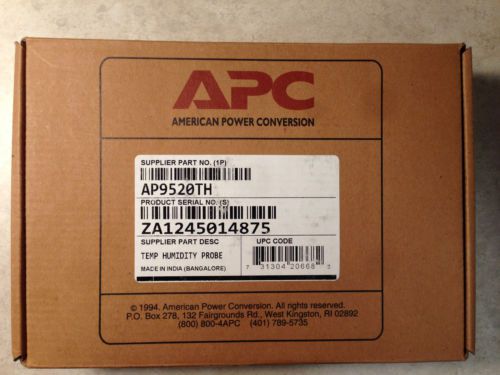 APC
AMERICAN POWER CONVERSION
SUPPLIER PART NO. (1P)
AP9520TH
PRODUCT SERIAL NO. (S)
ZA1245014875
SUPPLIER PART DESC
UPC CODE
TEMP HUMIDITY PROBE
MADE IN INDIA (BANGALORE)
7 31304 20668
© 1994. American Power Conversion. All rights reserved.
P.O. Box 278, 132 Fairgrounds Rd., West Kingston, RI 02892
(800) 800-4APC (401) 789-5735